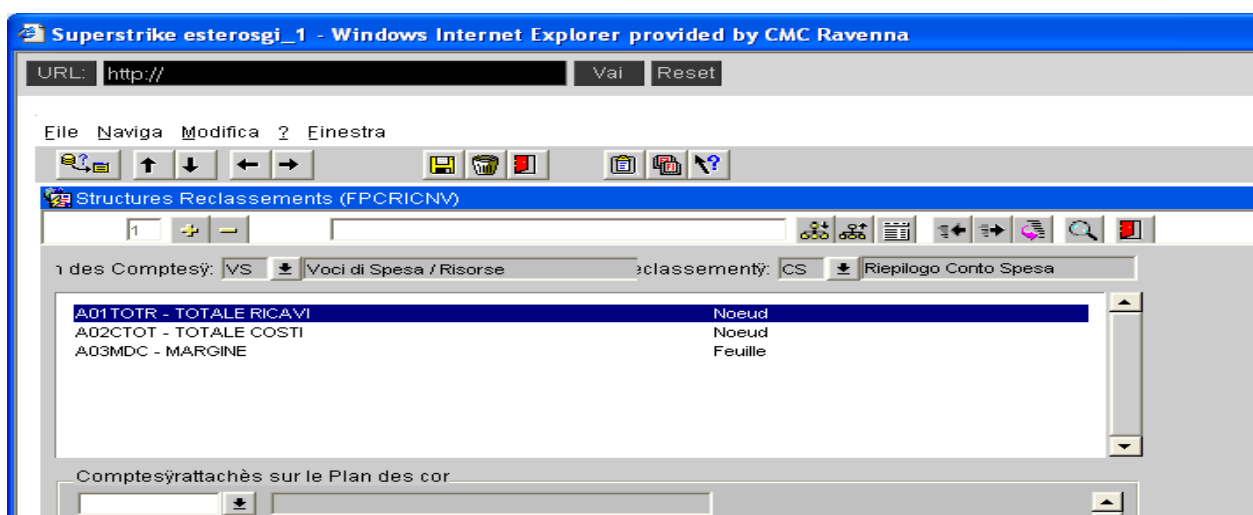 Superstrike esterosgi_1 - Windows Internet Explorer provided by CMC Ravenna
URL: http:// Vai Reset
File Naviga Modifica ? Finestra
Structures Reclassements (FPCRICNV)
1
des Comptesÿ: VS Voci di Spesa / Risorse eclassementÿ: CS Riepilogo Conto Spesa
A01TOTR - TOTALE RICAVI Noeud
A02CTOT - TOTALE COSTI Noeud
A03MDC - MARGINE Feuille
Comptesÿrattachès sur le Plan des cor